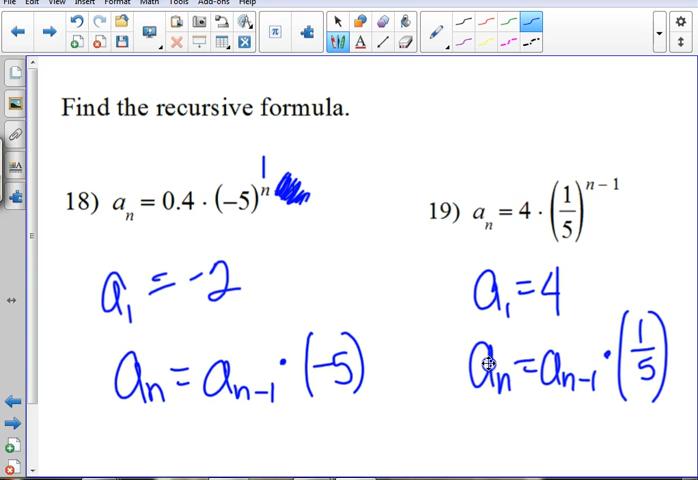 File Edit View Insert Format Tools Add-ons Help
Find the recursive formula.
18) a_n = 0.4 · (−5)^n
1
19) a_n = 4 · (1/5)^{n − 1}
a_1 = -2
a_n = a_{n-1} · (-5)
a_1 = 4
a_n = a_{n-1} · (1/5)